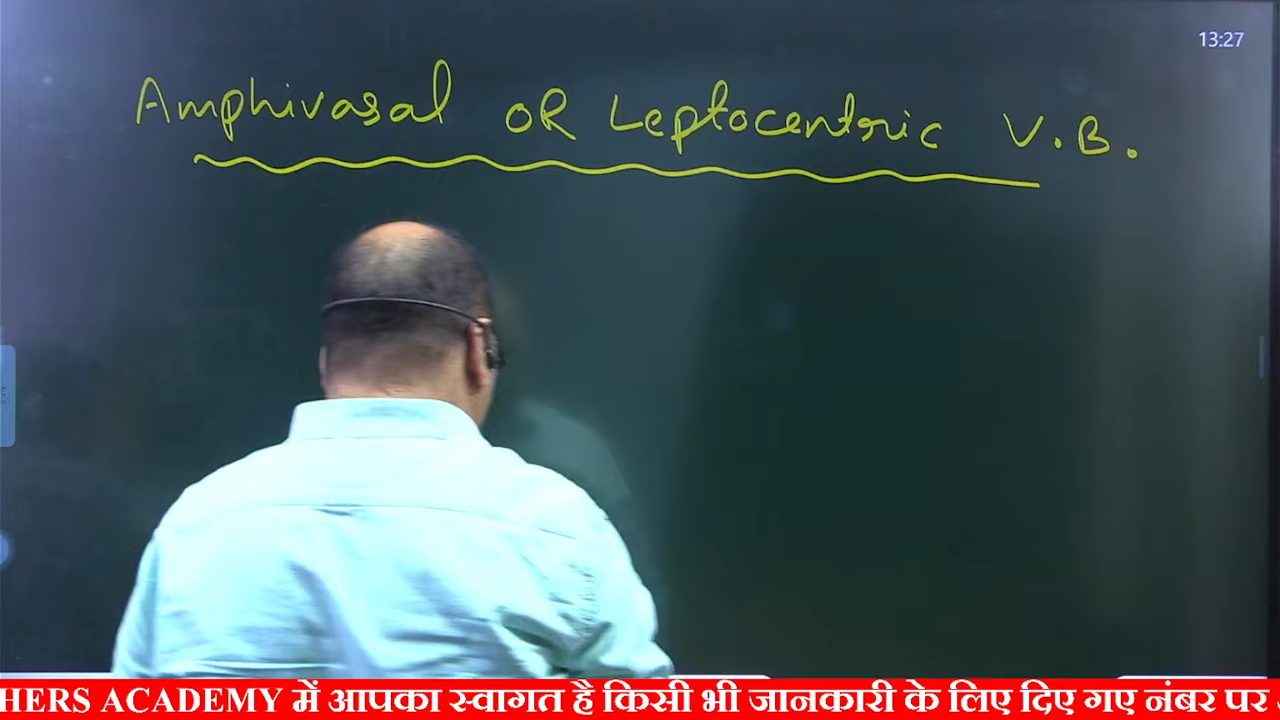 13:27
Amphivasal OR Leptocentric V.B.
HERS ACADEMY में आपका स्वागत है किसी भी जानकारी के लिए दिए गए नंबर पर